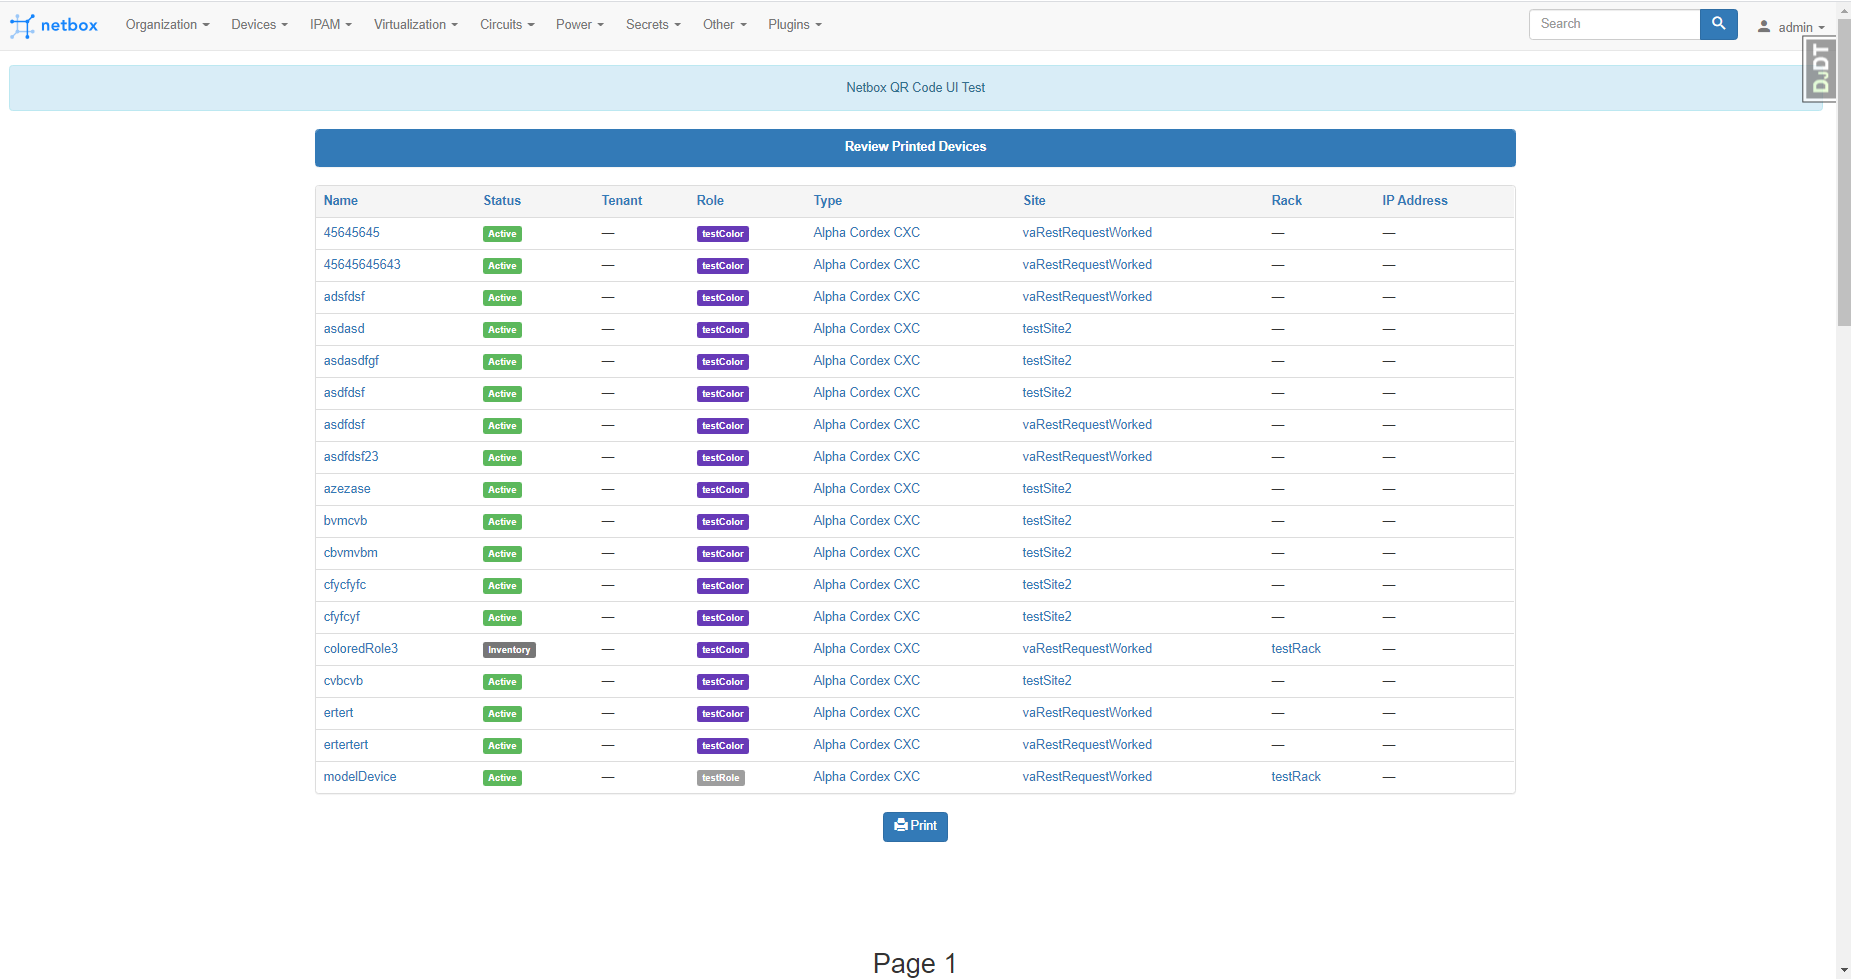 netbox Organization Devices IPAM Virtualization Circuits Power Secrets Other Plugins Search admin
DjDT
Netbox QR Code UI Test
Review Printed Devices
Name Status Tenant Role Type Site Rack IP Address
45645645 Active — testColor Alpha Cordex CXC vaRestRequestWorked — —
45645645643 Active — testColor Alpha Cordex CXC vaRestRequestWorked — —
adsfdsf Active — testColor Alpha Cordex CXC vaRestRequestWorked — —
asdasd Active — testColor Alpha Cordex CXC testSite2 — —
asdasdfgf Active — testColor Alpha Cordex CXC testSite2 — —
asdfdsf Active — testColor Alpha Cordex CXC testSite2 — —
asdfdsf Active — testColor Alpha Cordex CXC vaRestRequestWorked — —
asdfdsf23 Active — testColor Alpha Cordex CXC vaRestRequestWorked — —
azezase Active — testColor Alpha Cordex CXC testSite2 — —
bvmcvb Active — testColor Alpha Cordex CXC testSite2 — —
cbvmvbm Active — testColor Alpha Cordex CXC testSite2 — —
cfycfyfc Active — testColor Alpha Cordex CXC testSite2 — —
cfyfcyf Active — testColor Alpha Cordex CXC testSite2 — —
coloredRole3 Inventory — testColor Alpha Cordex CXC vaRestRequestWorked testRack —
cvbcvb Active — testColor Alpha Cordex CXC testSite2 — —
ertert Active — testColor Alpha Cordex CXC vaRestRequestWorked — —
ertertert Active — testColor Alpha Cordex CXC vaRestRequestWorked — —
modelDevice Active — testRole Alpha Cordex CXC vaRestRequestWorked testRack —
Print
Page 1